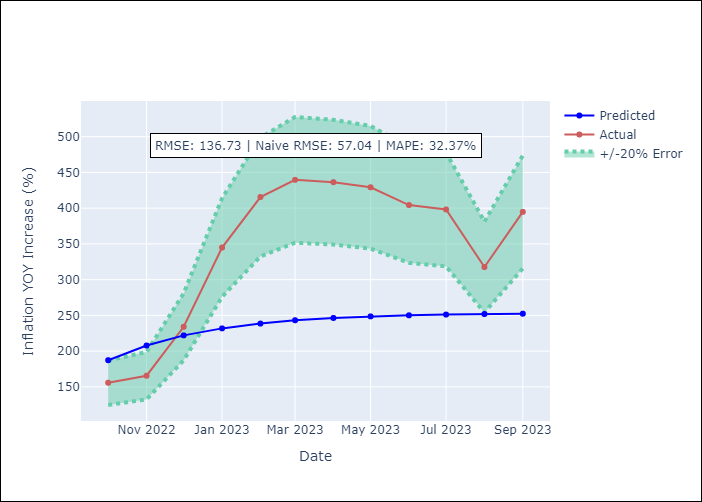 Predicted
Actual
+/-20% Error
RMSE: 136.73 | Naive RMSE: 57.04 | MAPE: 32.37%
Inflation YOY Increase (%)
500
450
400
350
300
250
200
150
Nov 2022
Jan 2023
Mar 2023
May 2023
Jul 2023
Sep 2023
Date